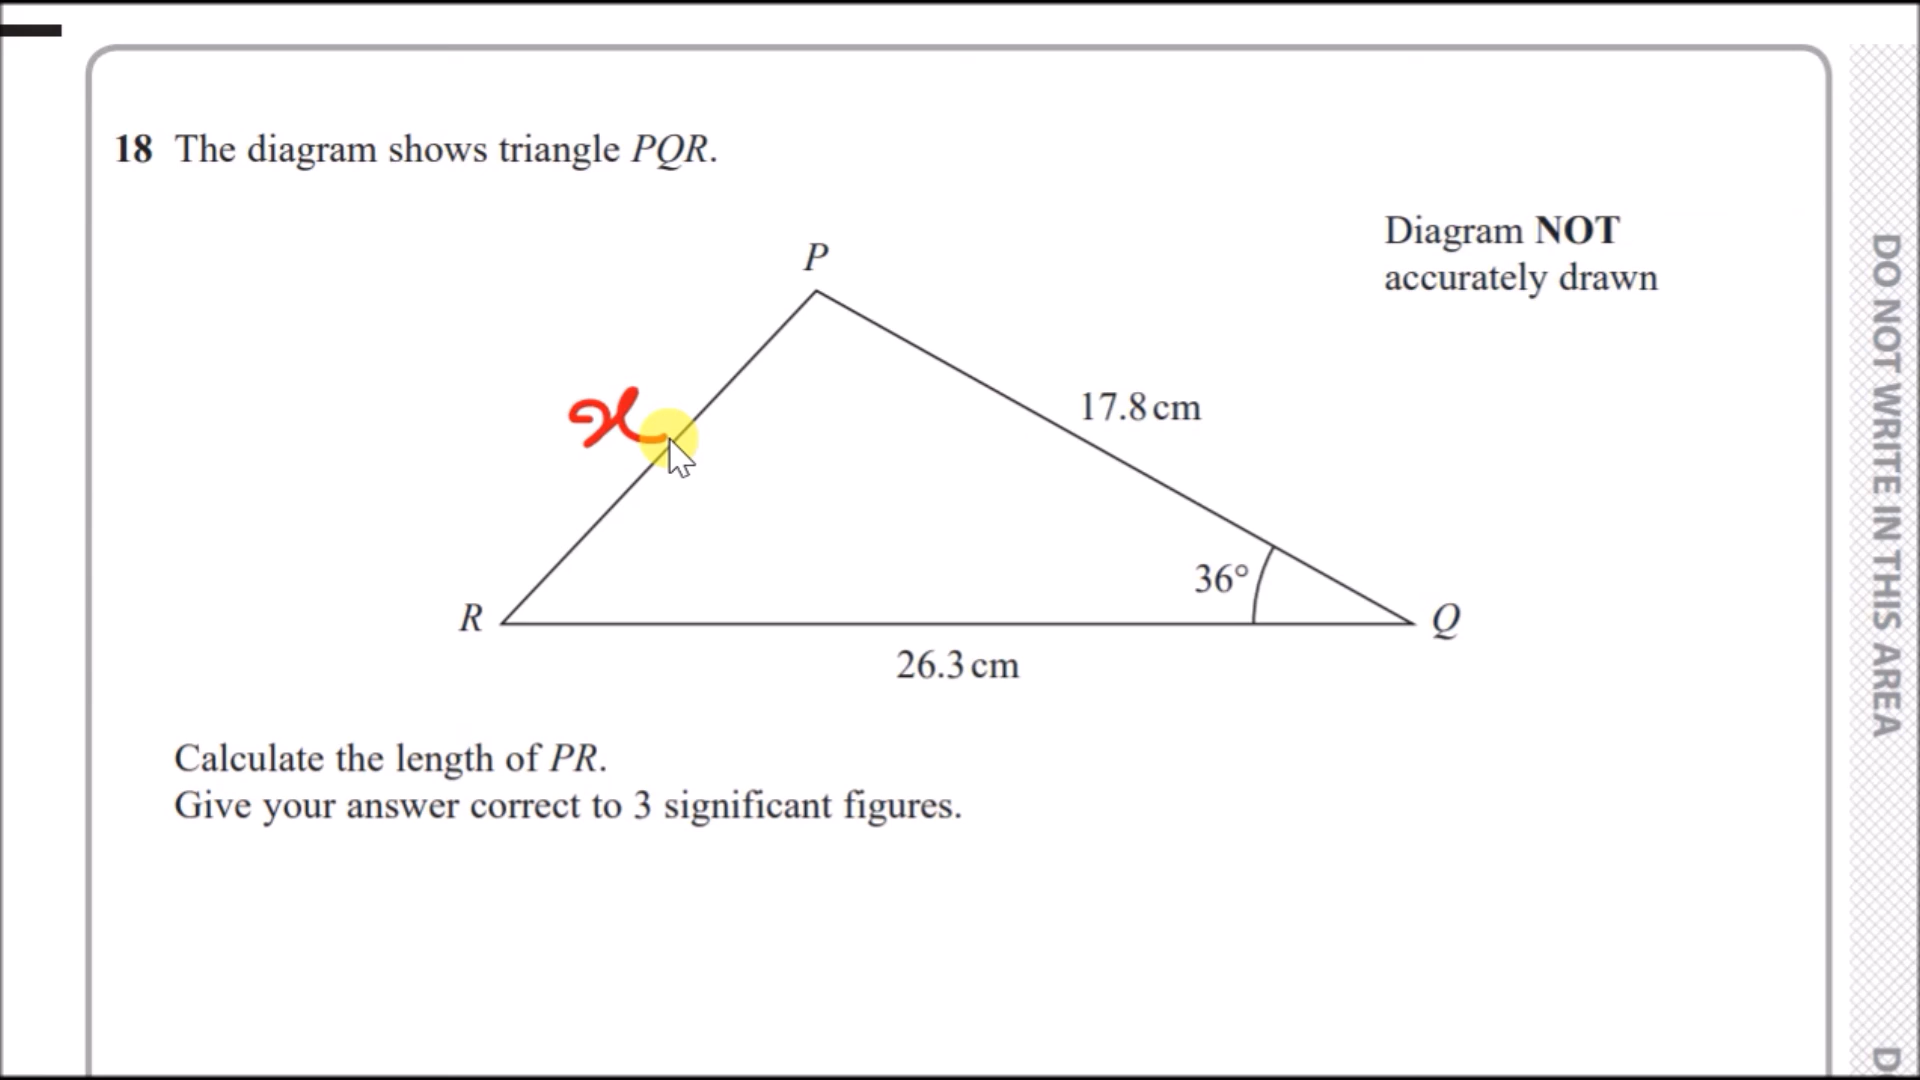 18 The diagram shows triangle PQR.
Diagram NOT
accurately drawn
P
x
17.8 cm
36°
R
Q
26.3 cm
Calculate the length of PR.
Give your answer correct to 3 significant figures.
DO NOT WRITE IN THIS AREA
D